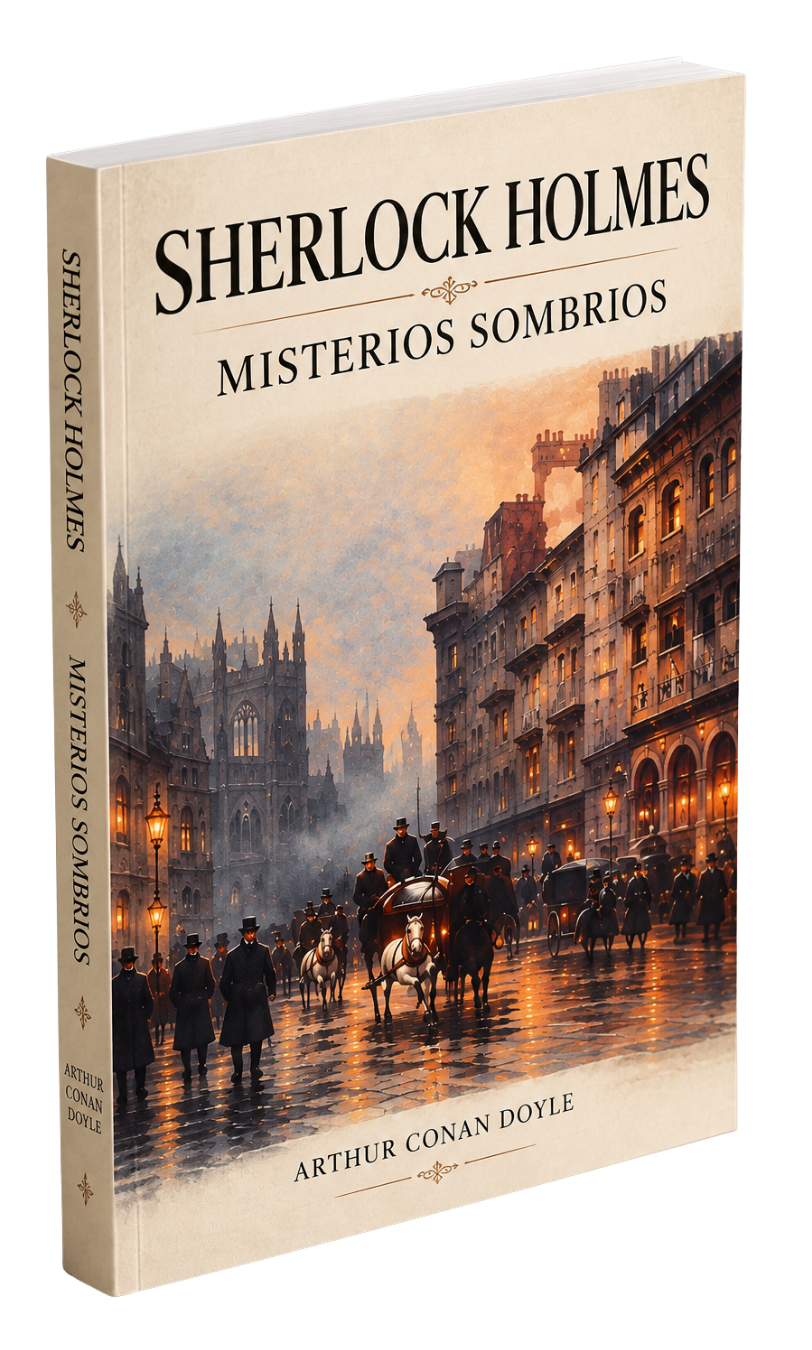 SHERLOCK HOLMES
MISTERIOS SOMBRIOS
ARTHUR CONAN DOYLE
SHERLOCK HOLMES
MISTERIOS SOMBRIOS
ARTHUR
CONAN
DOYLE